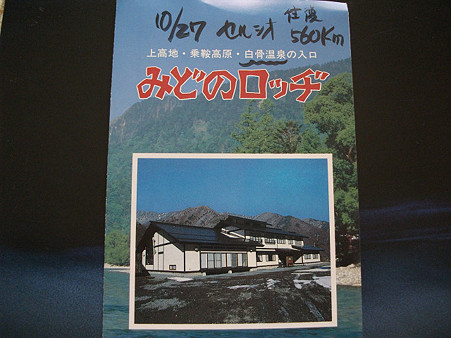 10/27 セルシオ 往復 560Km
上高地・乗鞍高原・白骨温泉の入口
みどのロッヂ